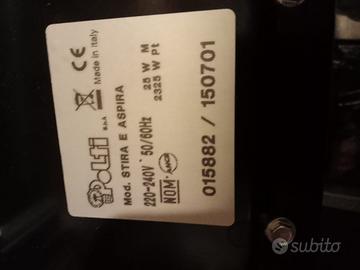 Polti
S.p.A.
Made in Italy
CE
Mod. STIRA E ASPIRA
220-240V~ 50/60Hz
25 W M
2325 W Pt
NOM-ANCE
015882 / 150701
subito